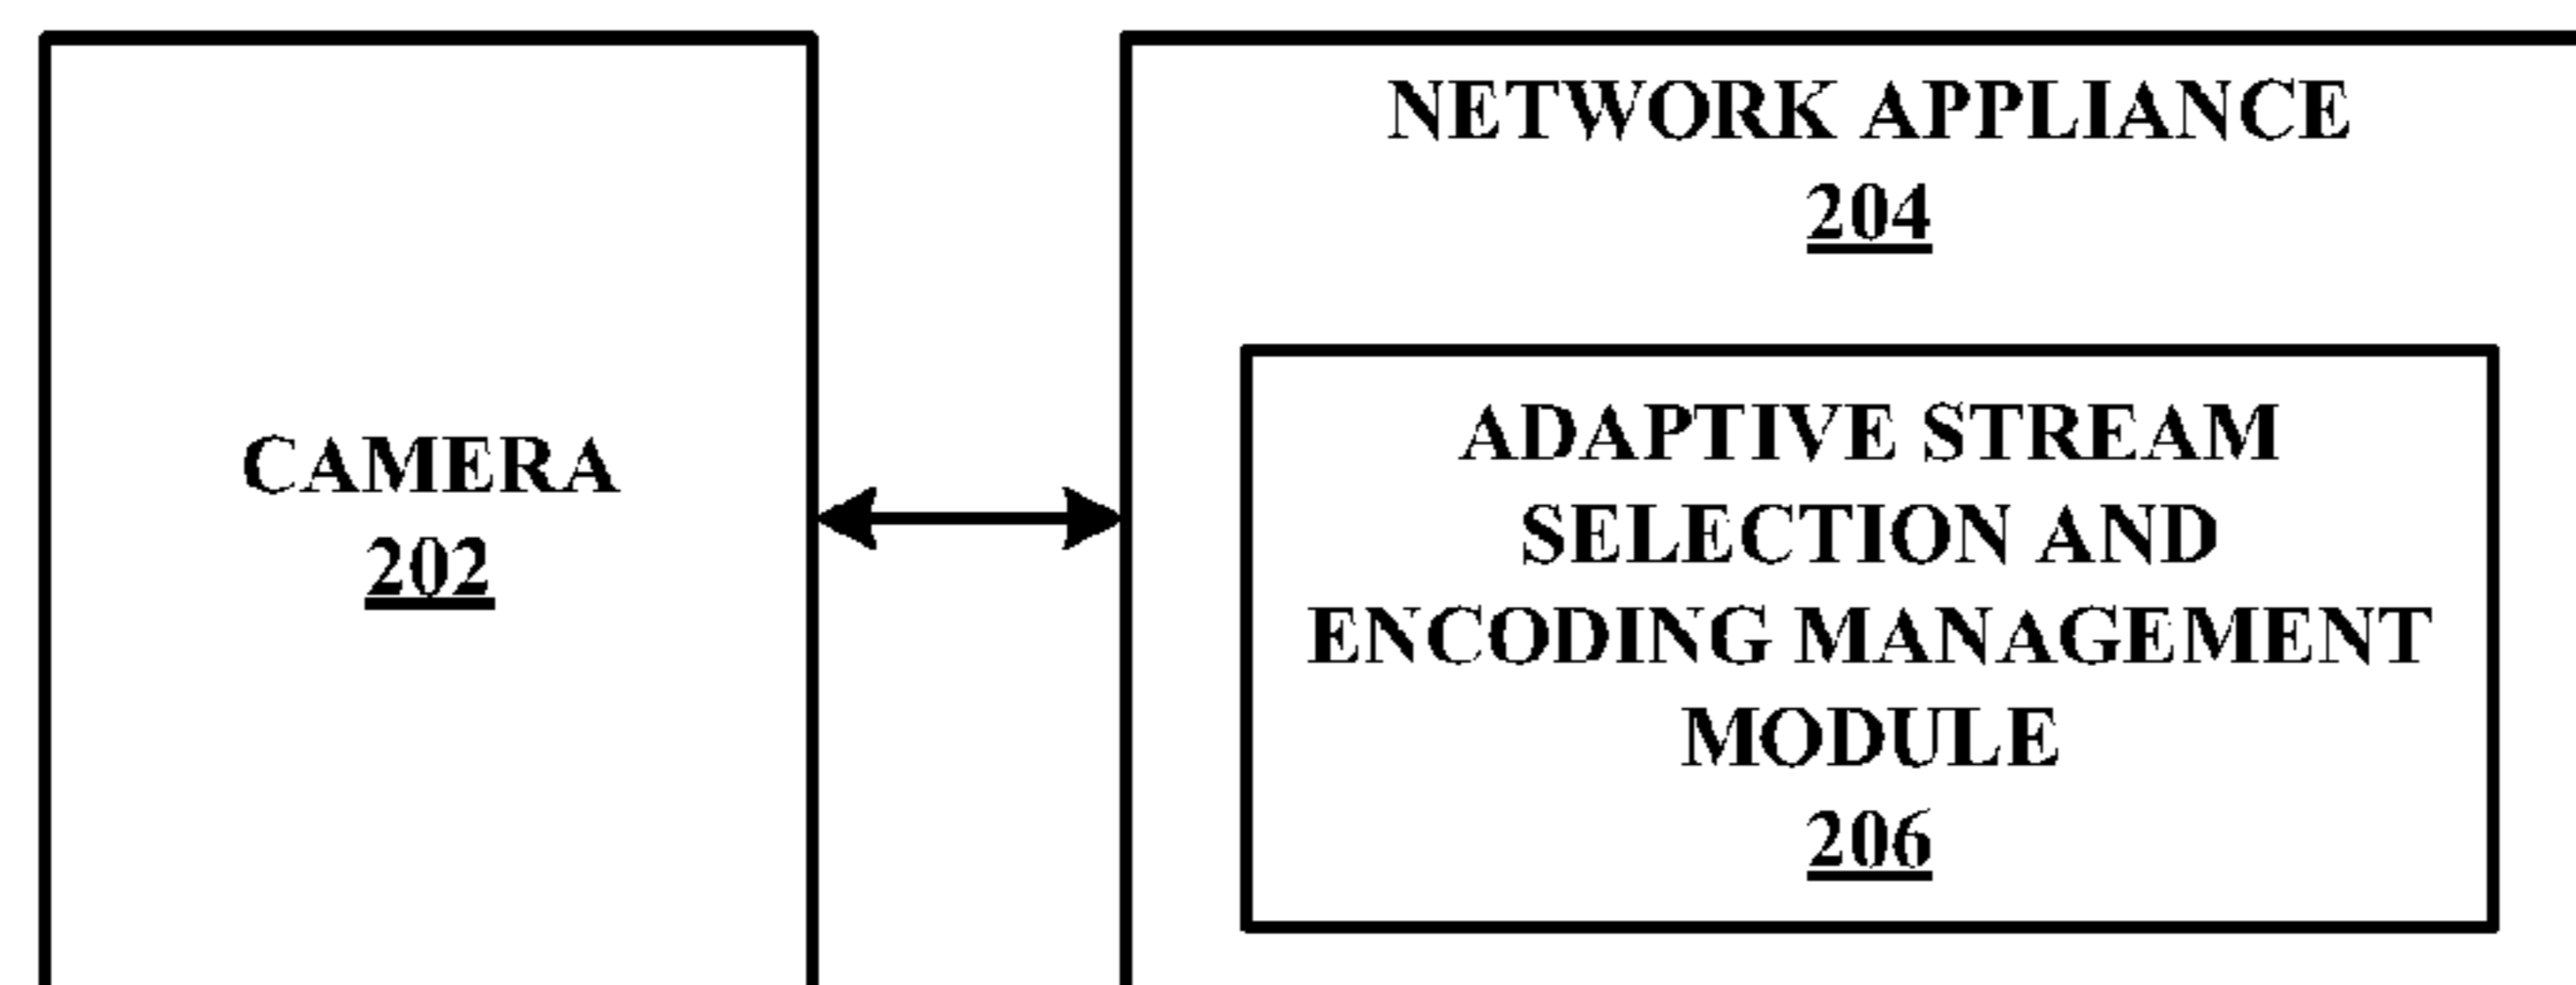 CAMERA
202
NETWORK APPLIANCE
204
ADAPTIVE STREAM
SELECTION AND
ENCODING MANAGEMENT
MODULE
206